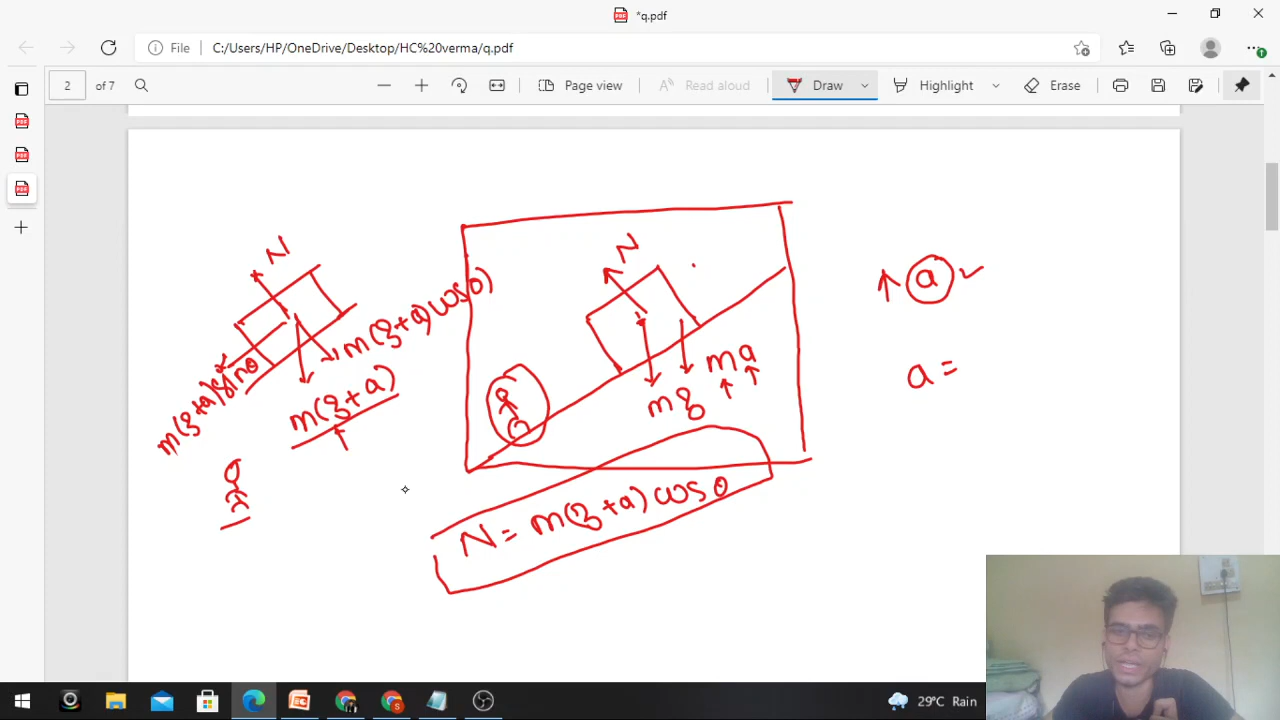 *q.pdf
File C:/Users/HP/OneDrive/Desktop/HC%20verma/q.pdf
2 of 7 Page view Read aloud Draw Highlight Erase
N
m(g+a)cosθ)
m(g+a)sinθ
m(g+a)
N
mg
ma
a
a =
N = m(g+a)cosθ
29°C Rain